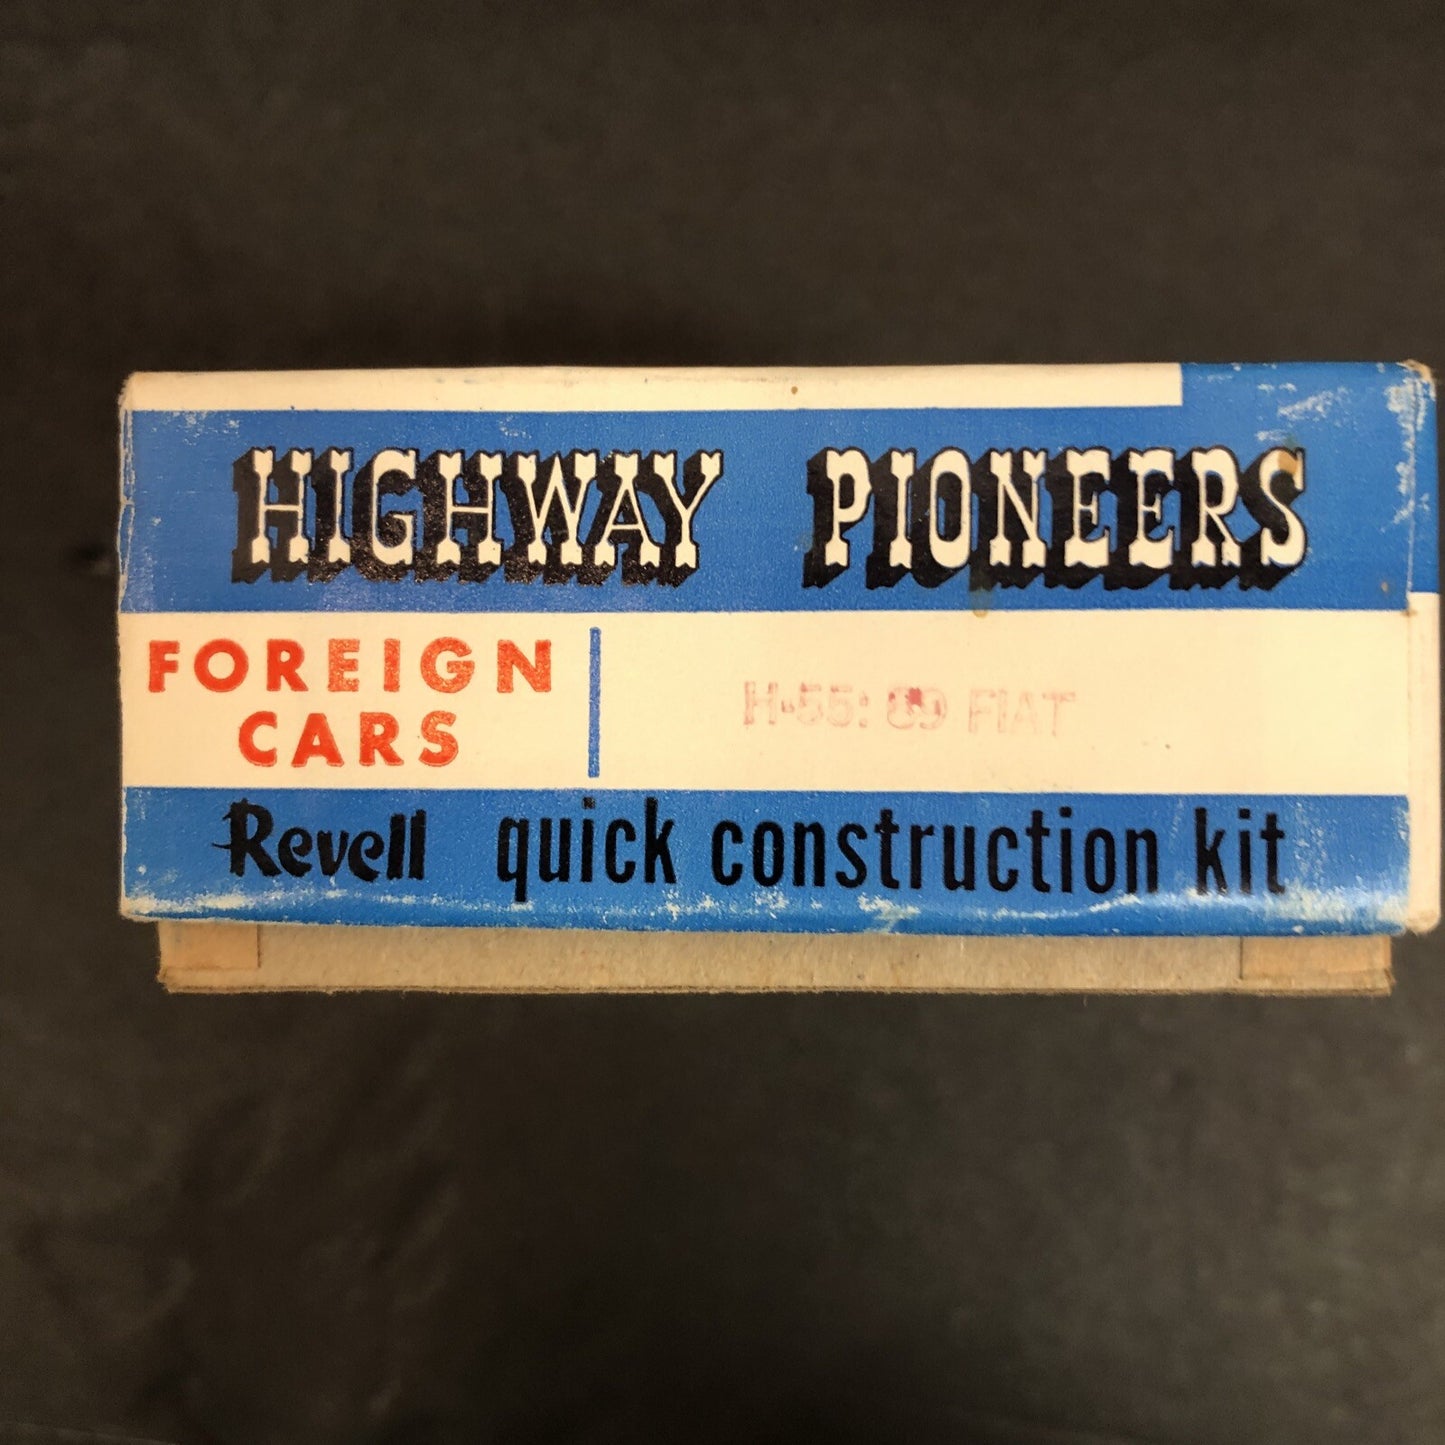 HIGHWAY PIONEERS
FOREIGN
CARS
H-55: 89 FIAT
Revell quick construction kit